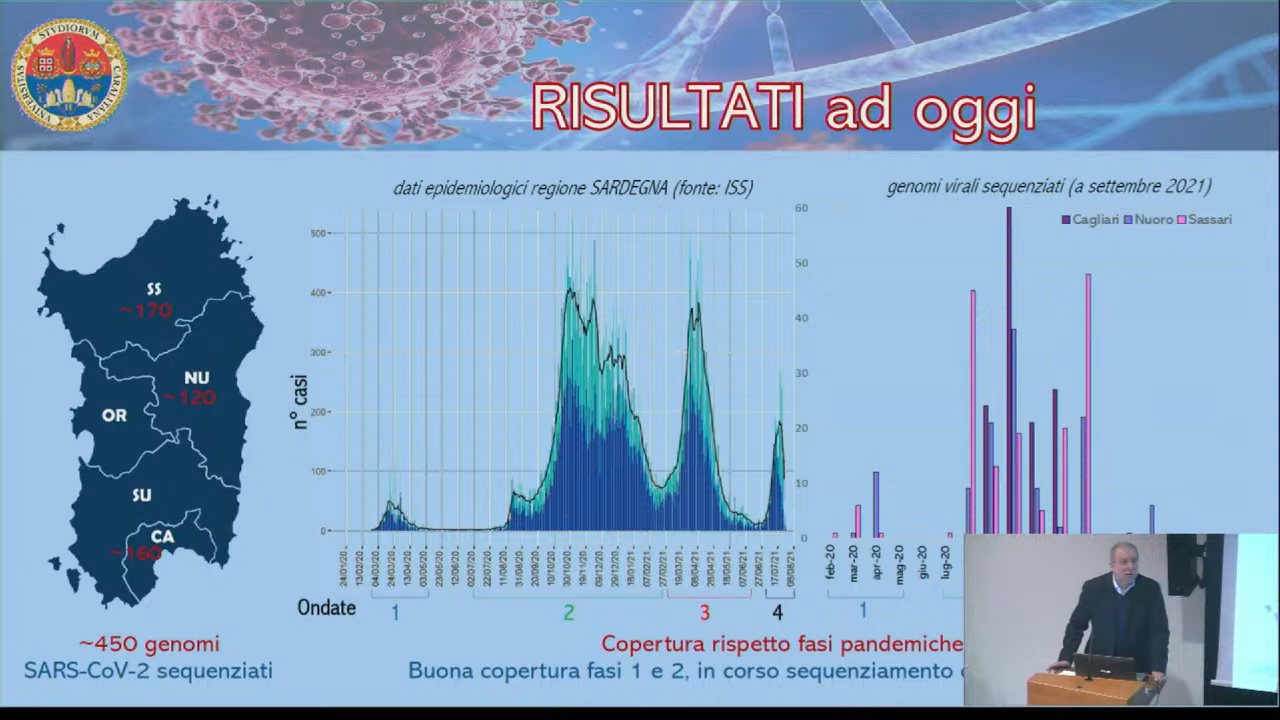 STVDIORVM
VNIVERSITAS
CARALITANA
RISULTATI ad oggi
dati epidemiologici regione SARDEGNA (fonte: ISS)
genomi virali sequenziati (a settembre 2021)
Cagliari Nuoro Sassari
SS
~170
NU
~120
OR
SU
CA
~160
n° casi
500
400
300
200
100
0
60
50
40
30
20
10
0
24/01/20
13/02/20
04/03/20
24/03/20
13/04/20
03/05/20
23/05/20
12/06/20
02/07/20
22/07/20
11/08/20
31/08/20
20/09/20
10/10/20
30/10/20
19/11/20
09/12/20
29/12/20
18/01/21
07/02/21
27/02/21
19/03/21
08/04/21
28/04/21
18/05/21
07/06/21
27/06/21
17/07/21
06/08/21
feb-20
mar-20
apr-20
mag-20
giu-20
lug-20
Ondate
1
2
3
4
1
~450 genomi
SARS-CoV-2 sequenziati
Copertura rispetto fasi pandemiche
Buona copertura fasi 1 e 2, in corso sequenziamento